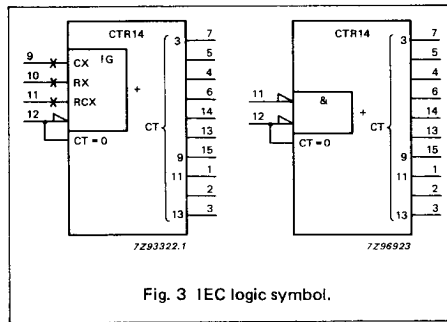 CTR14
9 CX !G
10 RX
11 RCX
12
CT = 0
+
CT
3 7
5
4
6
14
13
9 15
11 1
2
13 3
7Z93322.1
CTR14
11
12
&
CT = 0
+
CT
3 7
5
4
6
14
13
9 15
11 1
2
13 3
7Z96923
Fig. 3 IEC logic symbol.